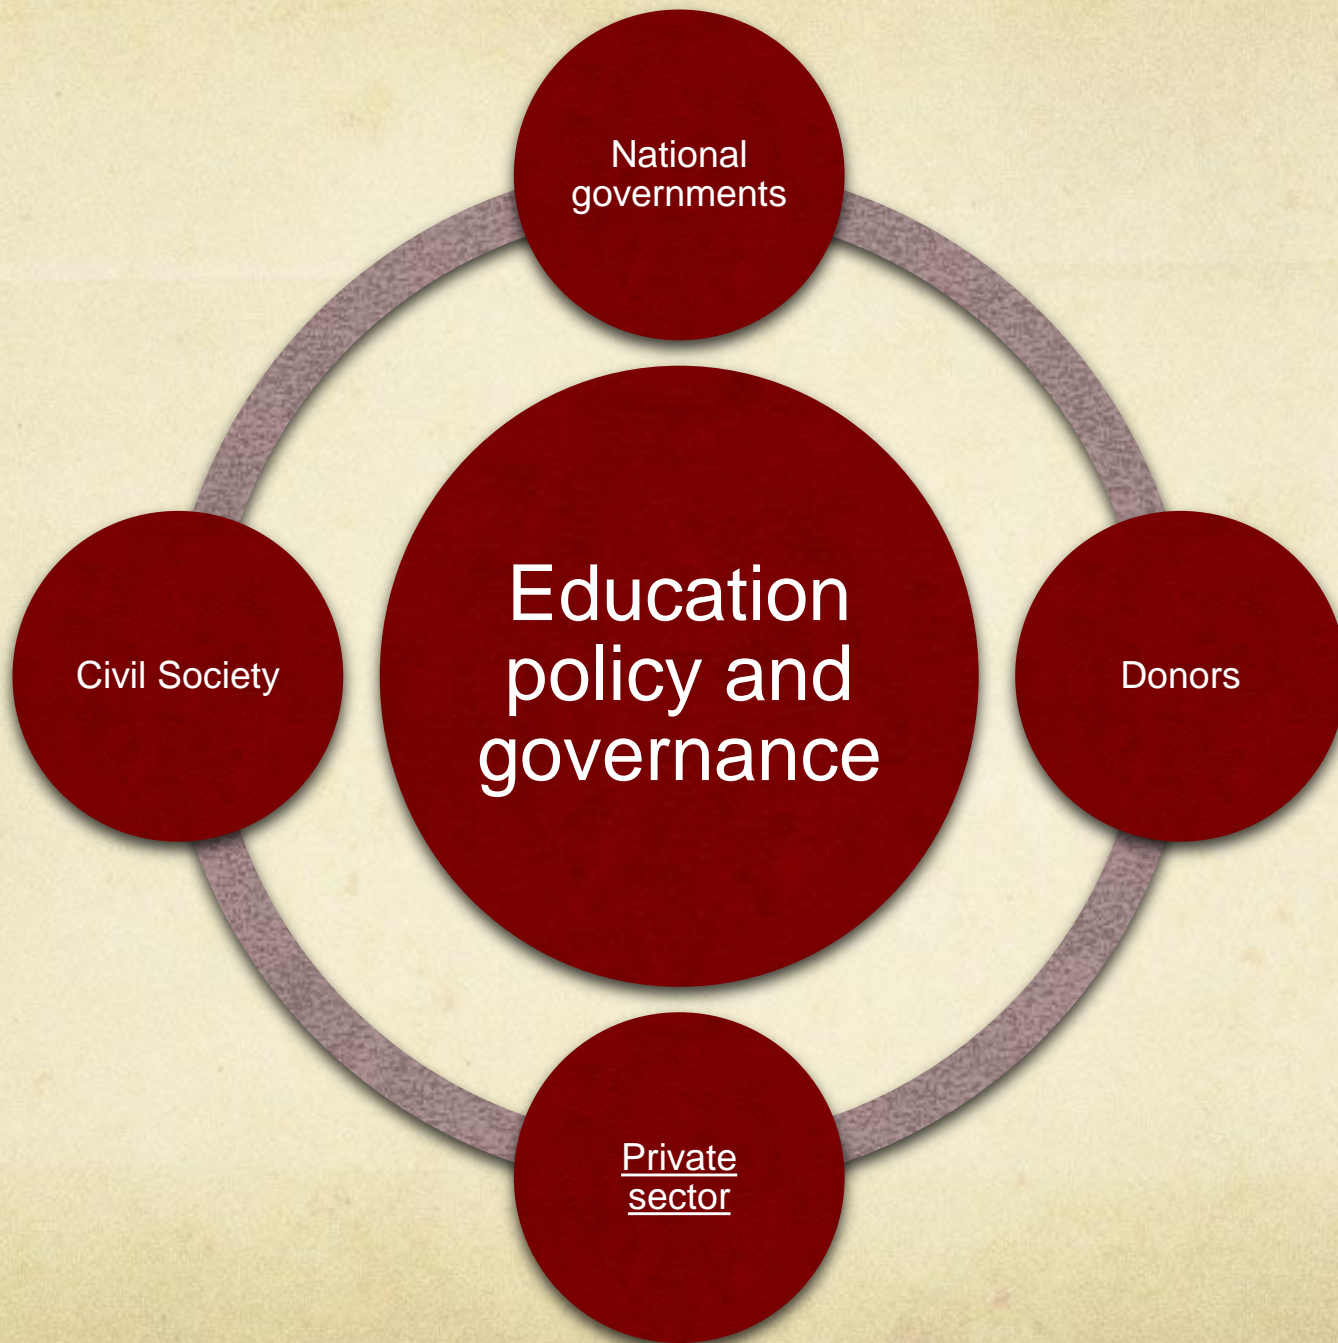 National
governments
Civil Society
Education
policy and
governance
Donors
Private
sector